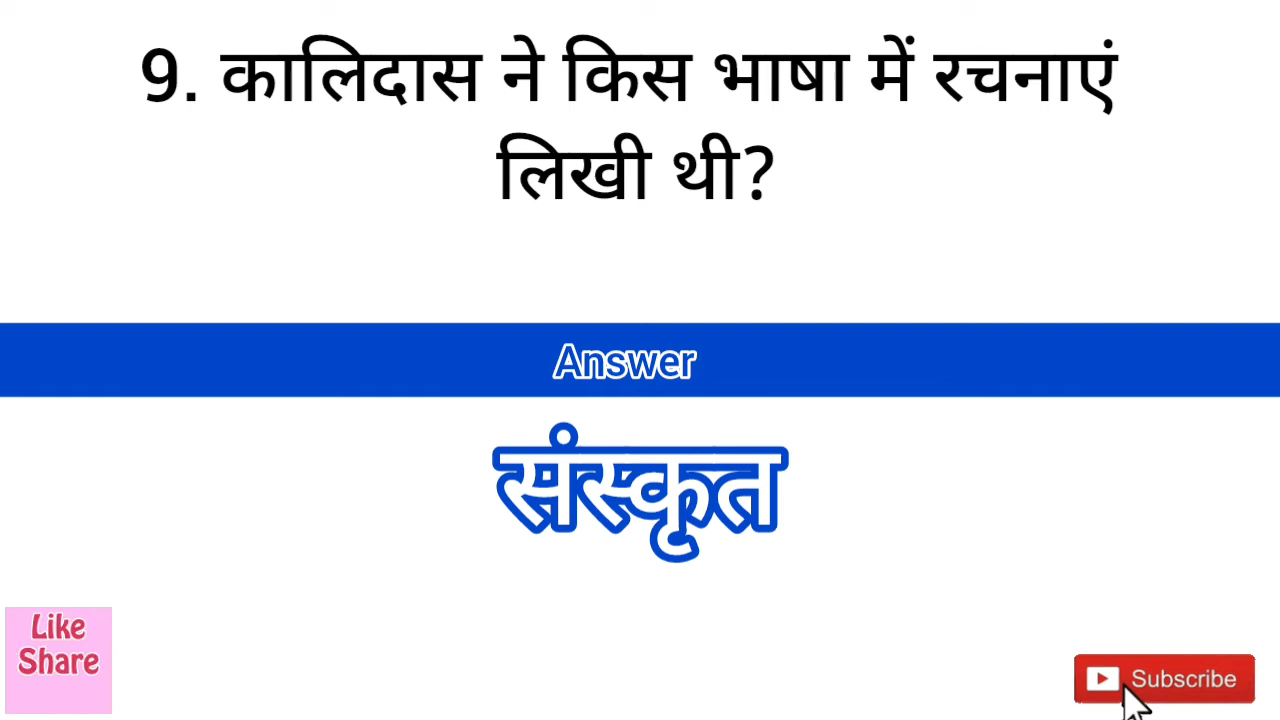 9. कालिदास ने किस भाषा में रचनाएं
लिखी थी?
Answer
संस्कृत
Like
Share
Subscribe